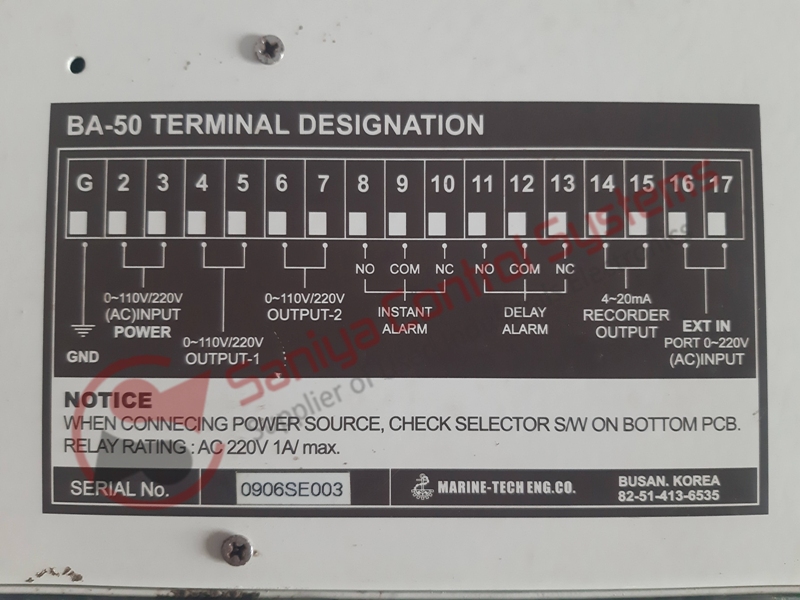 BA-50 TERMINAL DESIGNATION
G 2 3 4 5 6 7 8 9 10 11 12 13 14 15 16 17
NO COM NC NO COM NC
0~110V/220V
(AC)INPUT
POWER
0~110V/220V
OUTPUT-1
0~110V/220V
OUTPUT-2
INSTANT
ALARM
DELAY
ALARM
4~20mA
RECORDER
OUTPUT
EXT IN
PORT 0~220V
(AC)INPUT
GND
NOTICE
WHEN CONNECING POWER SOURCE, CHECK SELECTOR S/W ON BOTTOM PCB.
RELAY RATING : AC 220V 1A/ max.
SERIAL No. 0906SE003 MARINE-TECH ENG.CO. BUSAN. KOREA
82-51-413-6535
Saniya Control Systems
Supplier of